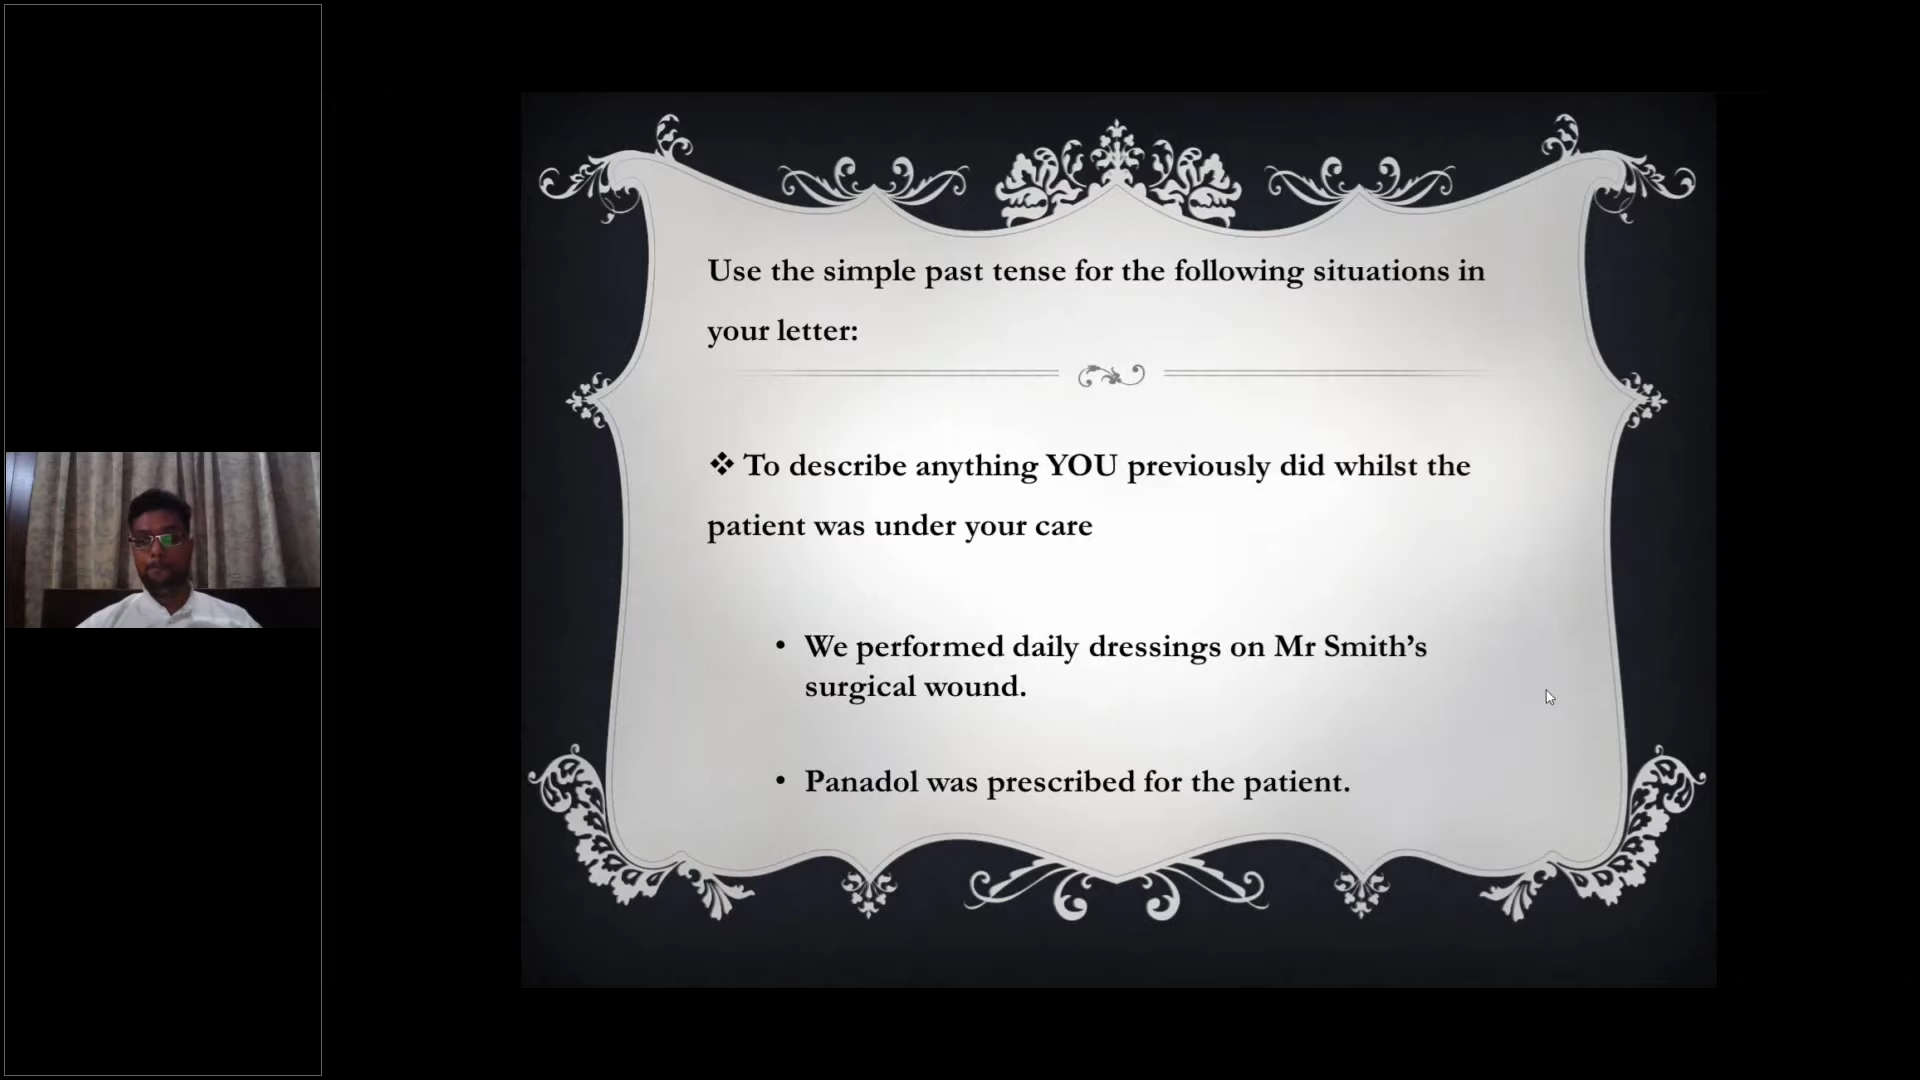 Use the simple past tense for the following situations in
your letter:
❖ To describe anything YOU previously did whilst the
patient was under your care
• We performed daily dressings on Mr Smith’s
surgical wound.
• Panadol was prescribed for the patient.